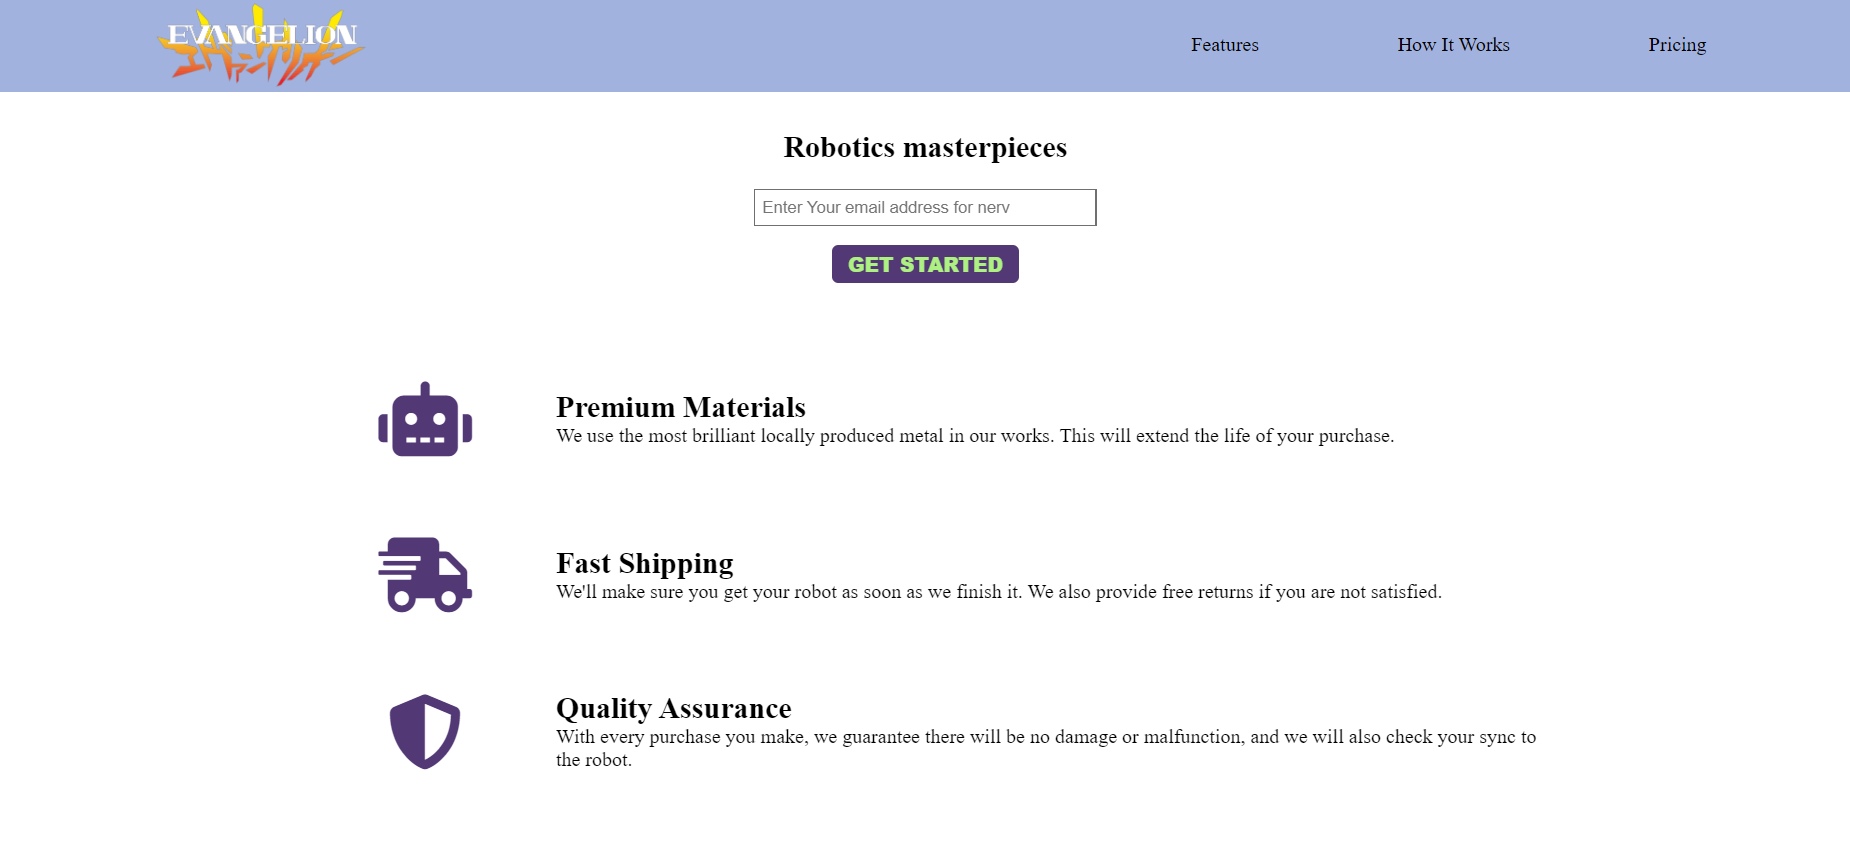 EVANGELION
エヴァンゲリオン
Features
How It Works
Pricing
Robotics masterpieces
Enter Your email address for nerv
GET STARTED
Premium Materials
We use the most brilliant locally produced metal in our works. This will extend the life of your purchase.
Fast Shipping
We'll make sure you get your robot as soon as we finish it. We also provide free returns if you are not satisfied.
Quality Assurance
With every purchase you make, we guarantee there will be no damage or malfunction, and we will also check your sync to
the robot.